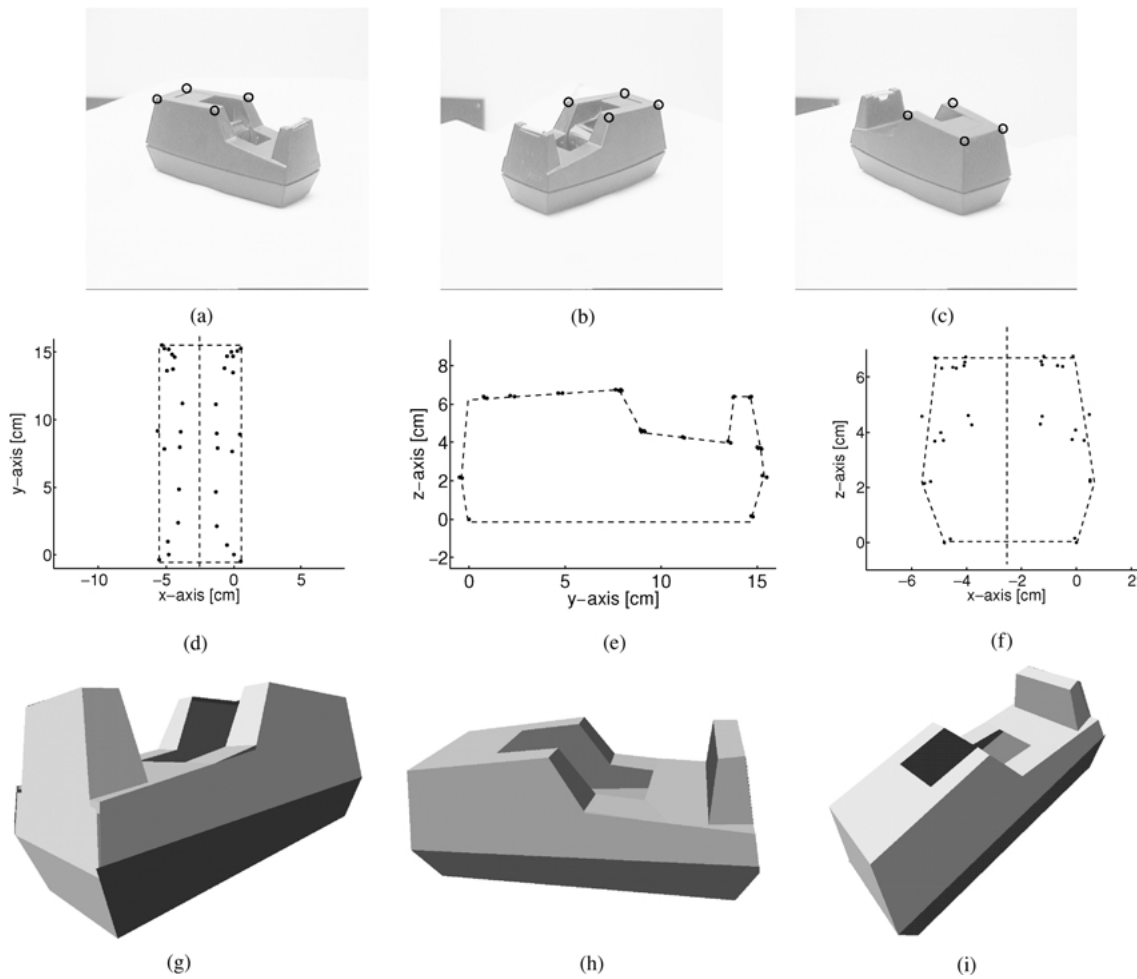 (a)
(b)
(c)
15
10
5
0
y−axis [cm]
−10
−5
0
5
x−axis [cm]
8
6
4
2
0
−2
z−axis [cm]
0
5
10
15
y−axis [cm]
6
4
2
0
z−axis [cm]
−6
−4
−2
0
2
x−axis [cm]
(d)
(e)
(f)
(g)
(h)
(i)